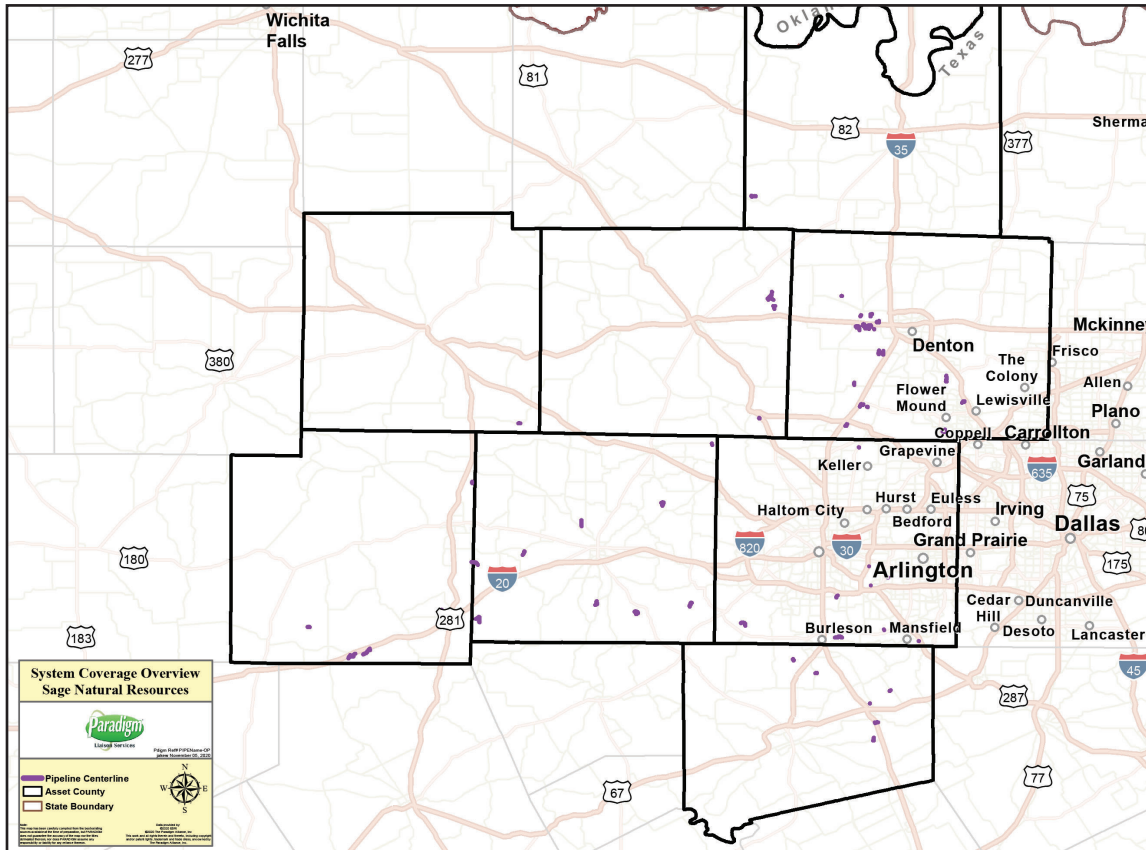 Wichita
Falls
277
81
Oklahom
Texas
82
35
377
Sherma
380
Denton
Mckinney
Frisco
The
Colony
Allen
Flower
Mound
Lewisville
Plano
Coppell
Carrollton
Keller
Grapevine
Garland
635
75
Haltom City
Hurst
Euless
Bedford
Irving
Dallas
80
180
820
30
Grand Prairie
Arlington
175
20
183
281
Cedar
Hill
Duncanville
Burleson
Mansfield
Desoto
Lancaster
45
287
77
67
System Coverage Overview
Sage Natural Resources
Paradigm
Liaison Services
Pipeline Centerline
Asset County
State Boundary
N
W
E
S